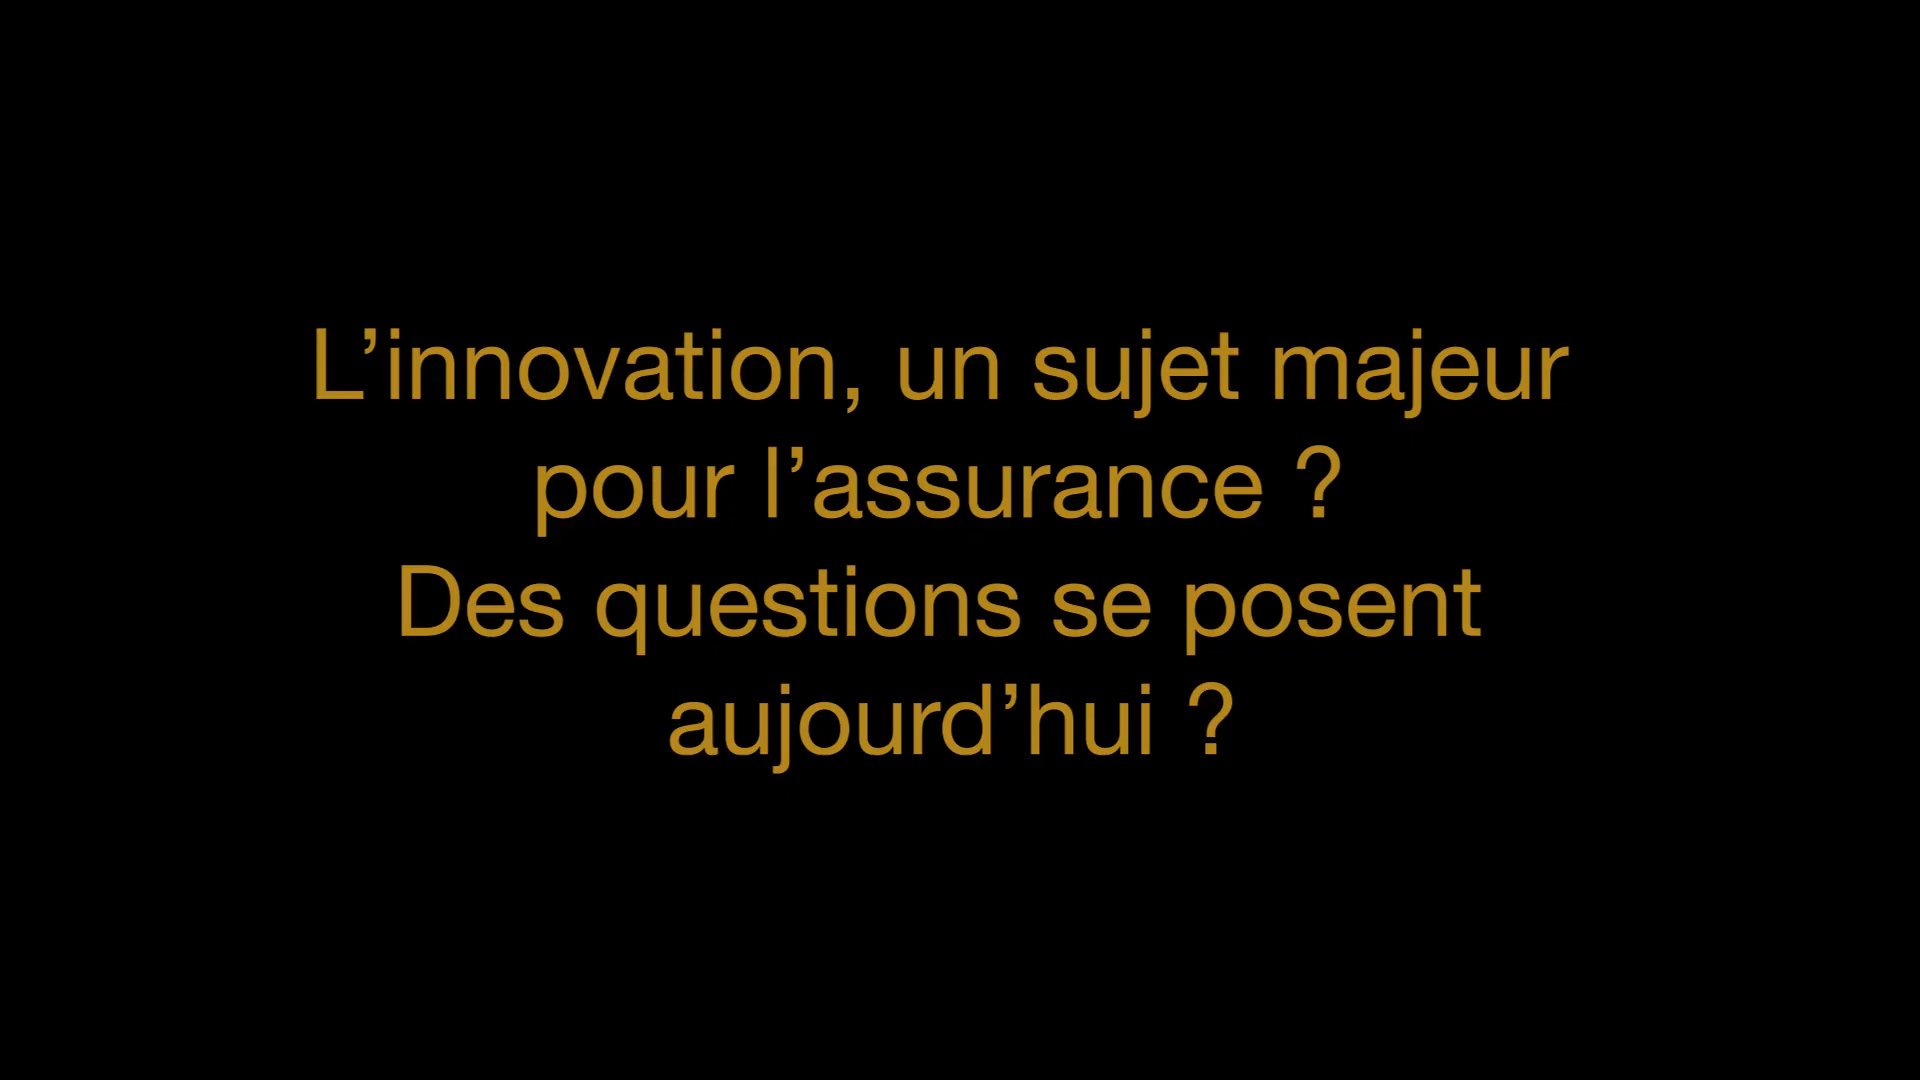 L’innovation, un sujet majeur
pour l’assurance ?
Des questions se posent
aujourd’hui ?